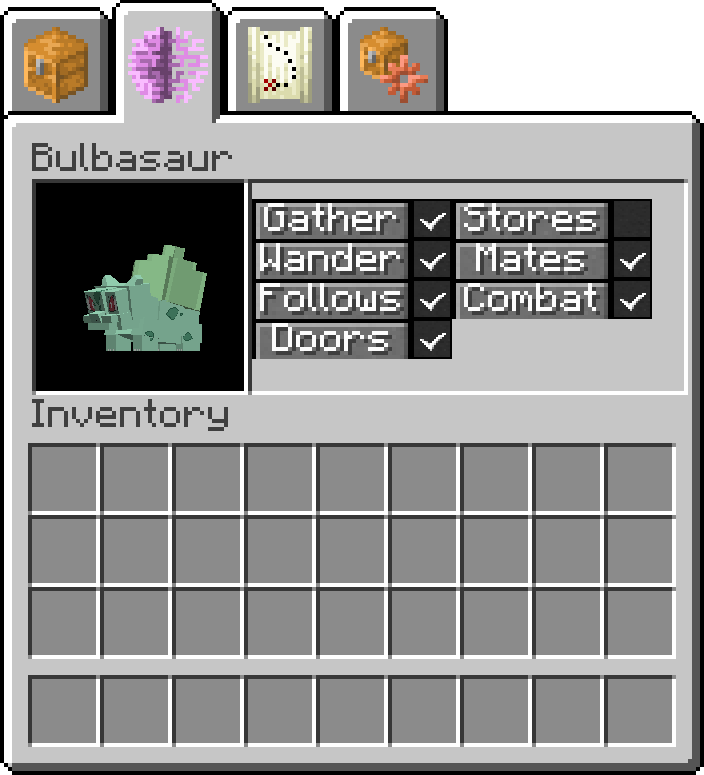 Bulbasaur
Gather Stores
Wander Mates
Follows Combat
Doors
Inventory